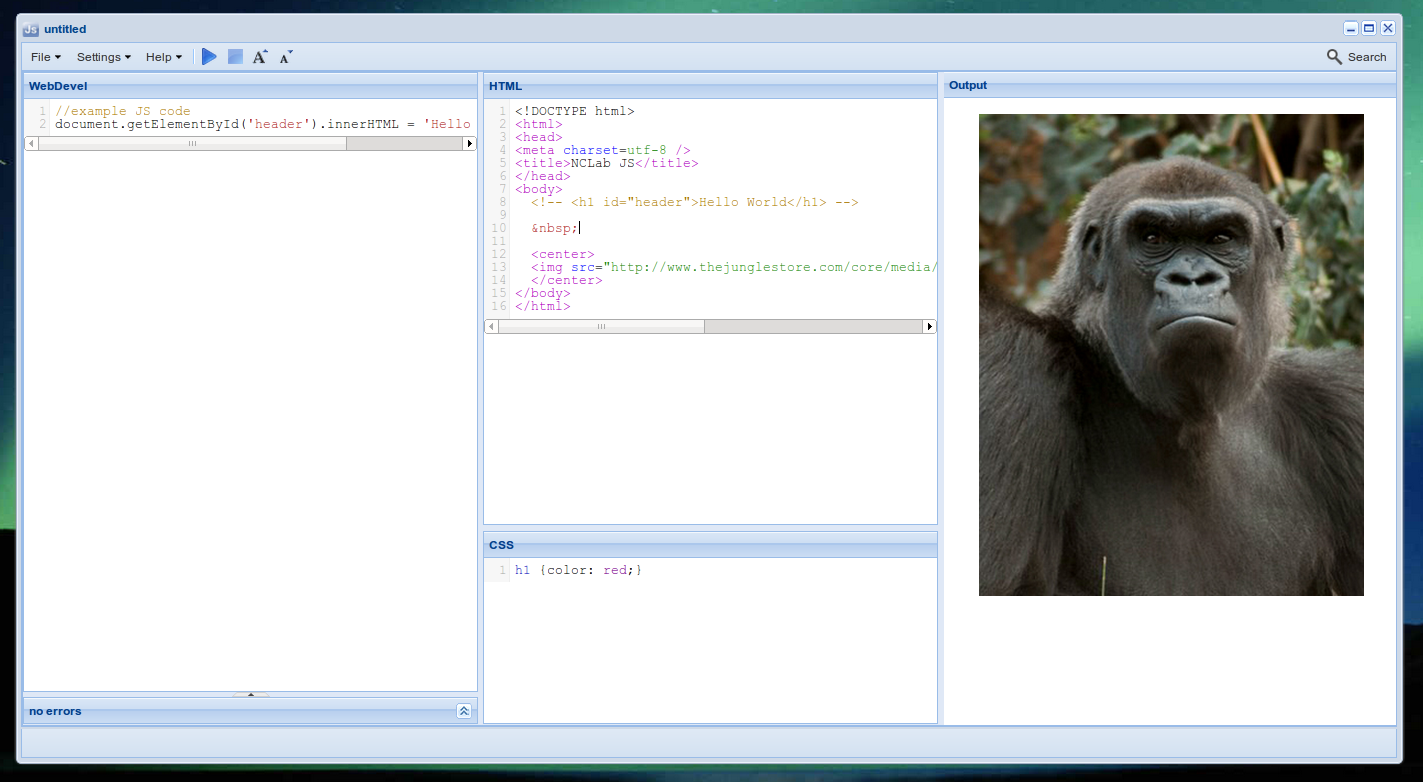 Js untitled
File Settings Help A A Search
WebDevel
1 //example JS code
2 document.getElementById('header').innerHTML = 'Hello
no errors
HTML
1 <!DOCTYPE html>
2 <html>
3 <head>
4 <meta charset=utf-8 />
5 <title>NCLab JS</title>
6 </head>
7 <body>
8 <!-- <h1 id="header">Hello World</h1> -->
9
10 &nbsp;
11
12 <center>
13 <img src="http://www.thejunglestore.com/core/media/
14 </center>
15 </body>
16 </html>
CSS
1 h1 {color: red;}
Output